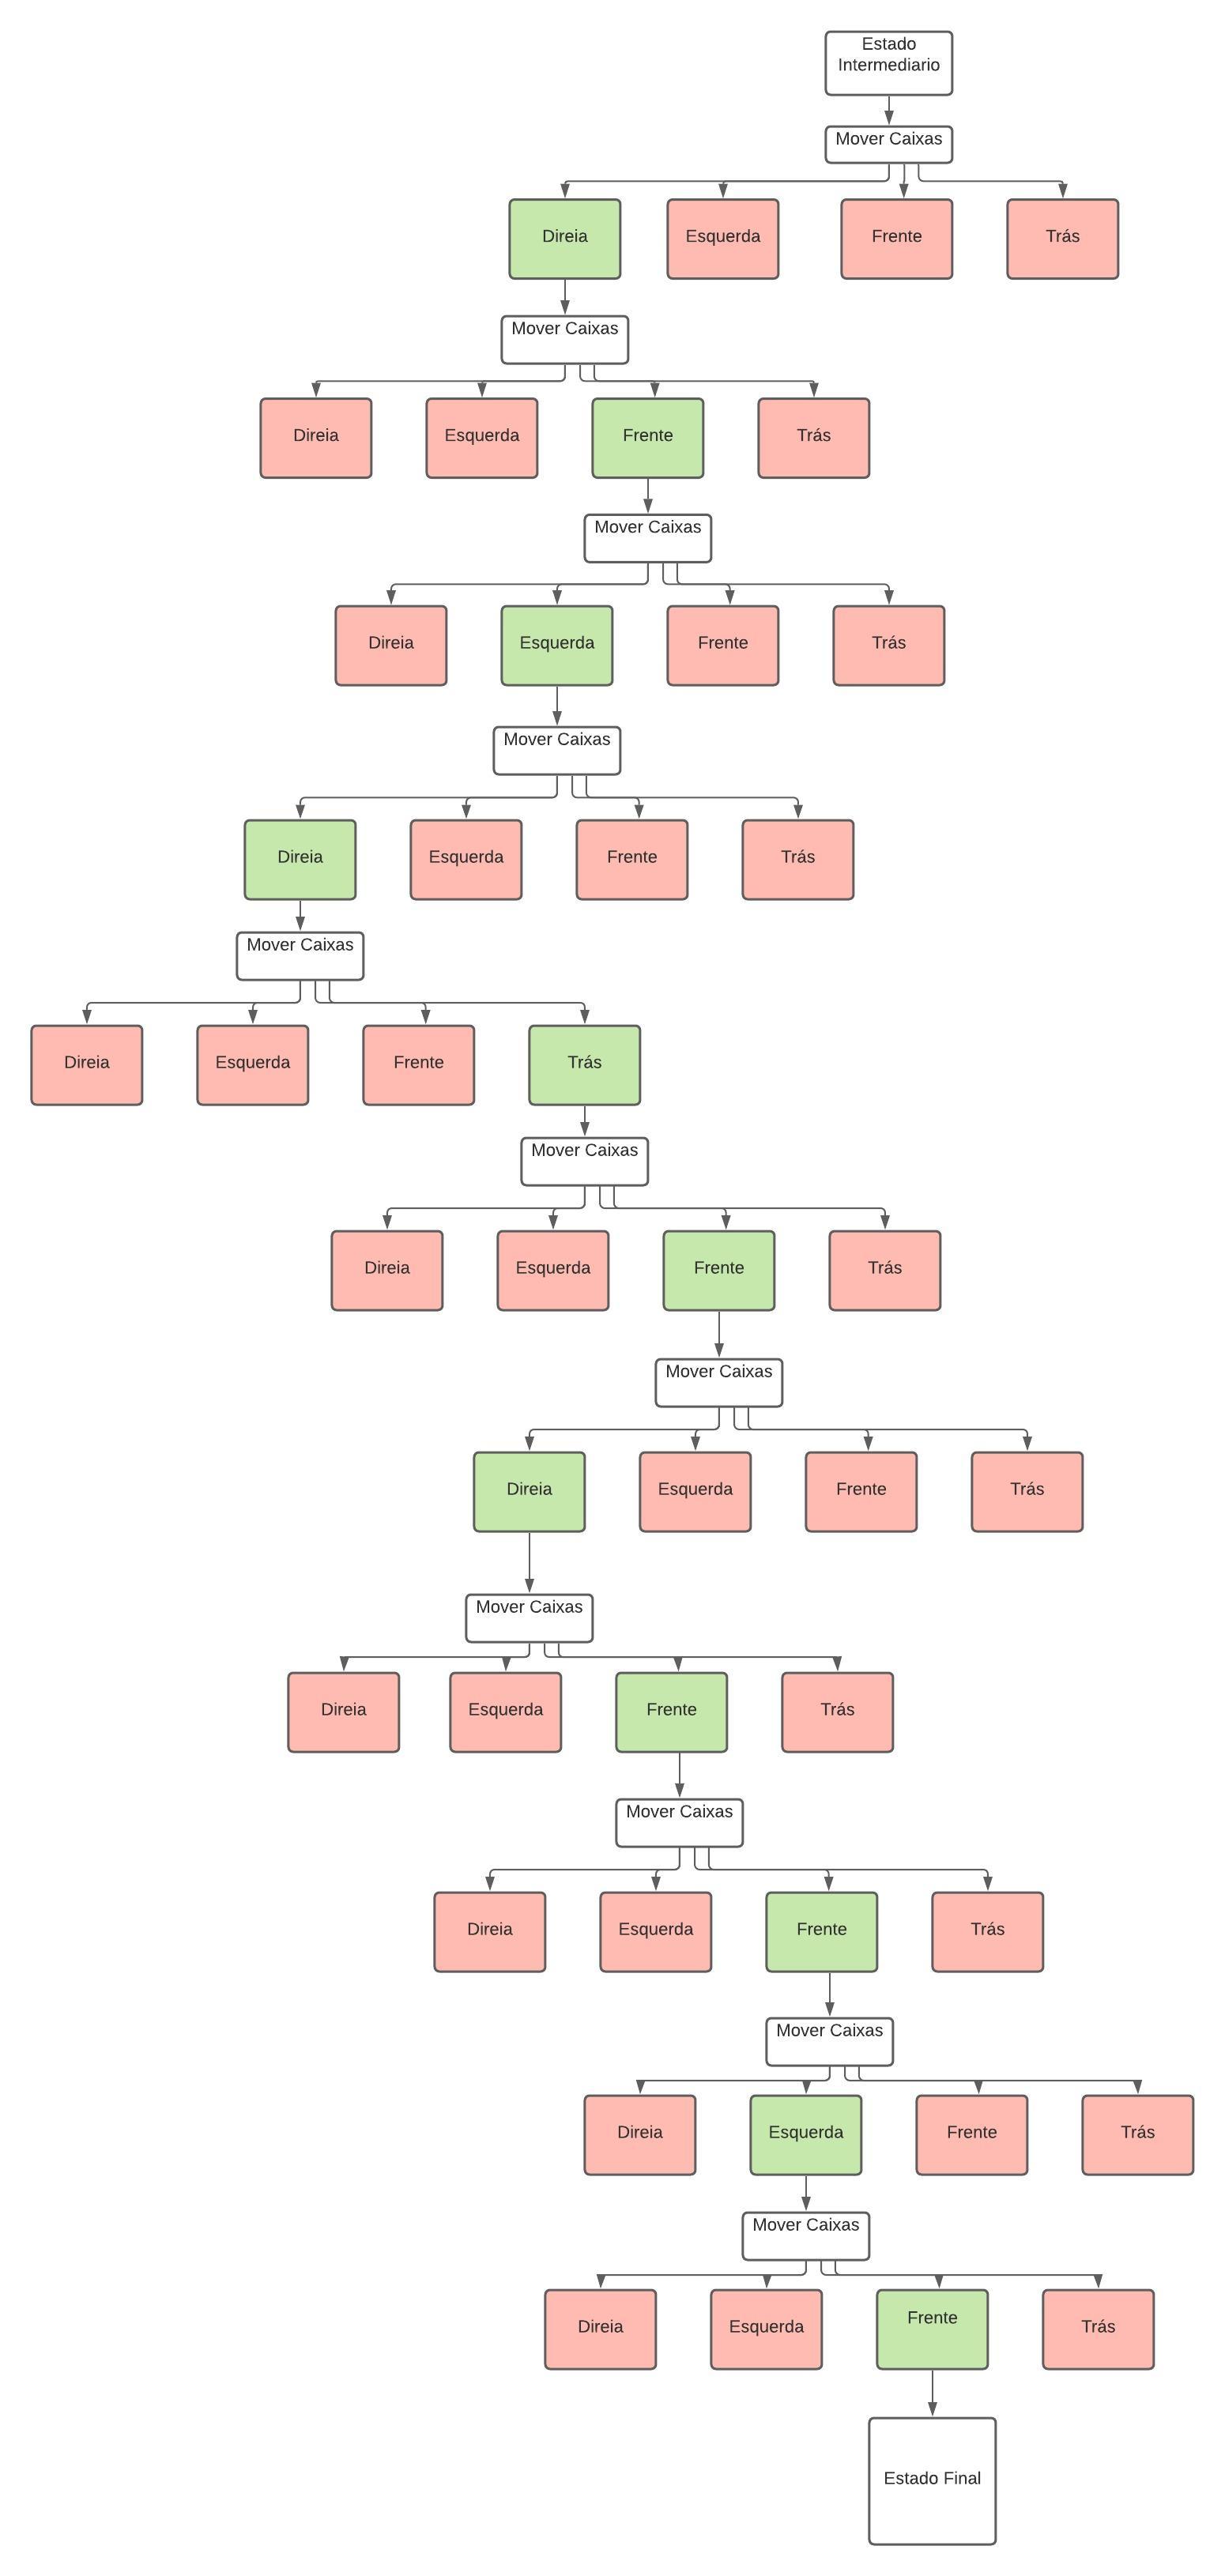 Estado
Intermediario
Mover Caixas
Direia
Esquerda
Frente
Trás
Mover Caixas
Direia
Esquerda
Frente
Trás
Mover Caixas
Direia
Esquerda
Frente
Trás
Mover Caixas
Direia
Esquerda
Frente
Trás
Mover Caixas
Direia
Esquerda
Frente
Trás
Mover Caixas
Direia
Esquerda
Frente
Trás
Mover Caixas
Direia
Esquerda
Frente
Trás
Mover Caixas
Direia
Esquerda
Frente
Trás
Mover Caixas
Direia
Esquerda
Frente
Trás
Mover Caixas
Direia
Esquerda
Frente
Trás
Mover Caixas
Direia
Esquerda
Frente
Trás
Estado Final